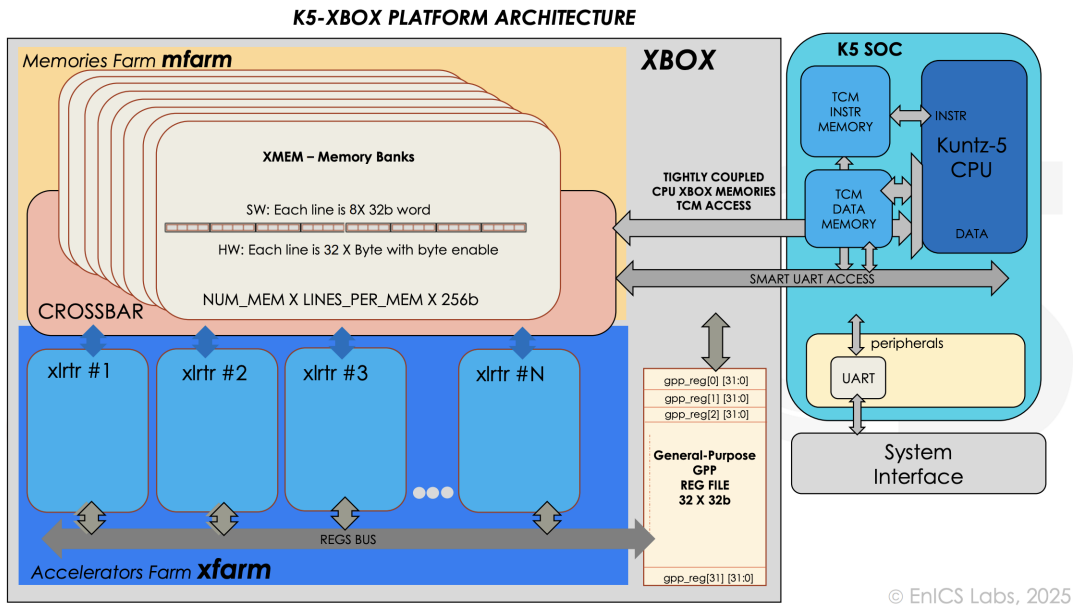 K5-XBOX PLATFORM ARCHITECTURE
Memories Farm mfarm
XBOX
XMEM – Memory Banks
SW: Each line is 8X 32b word
HW: Each line is 32 X Byte with byte enable
NUM_MEM X LINES_PER_MEM X 256b
CROSSBAR
TIGHTLY COUPLED
CPU XBOX MEMORIES
TCM ACCESS
K5 SOC
TCM
INSTR
MEMORY
INSTR
Kuntz-5
CPU
TCM
DATA
MEMORY
DATA
SMART UART ACCESS
xlrtr #1
xlrtr #2
xlrtr #3
xlrtr #N
gpp_reg[0] [31:0]
gpp_reg[1] [31:0]
gpp_reg[2] [31:0]
General-Purpose
GPP
REG FILE
32 X 32b
gpp_reg[31] [31:0]
REGS BUS
Accelerators Farm xfarm
peripherals
UART
System
Interface
© EnICS Labs, 2025